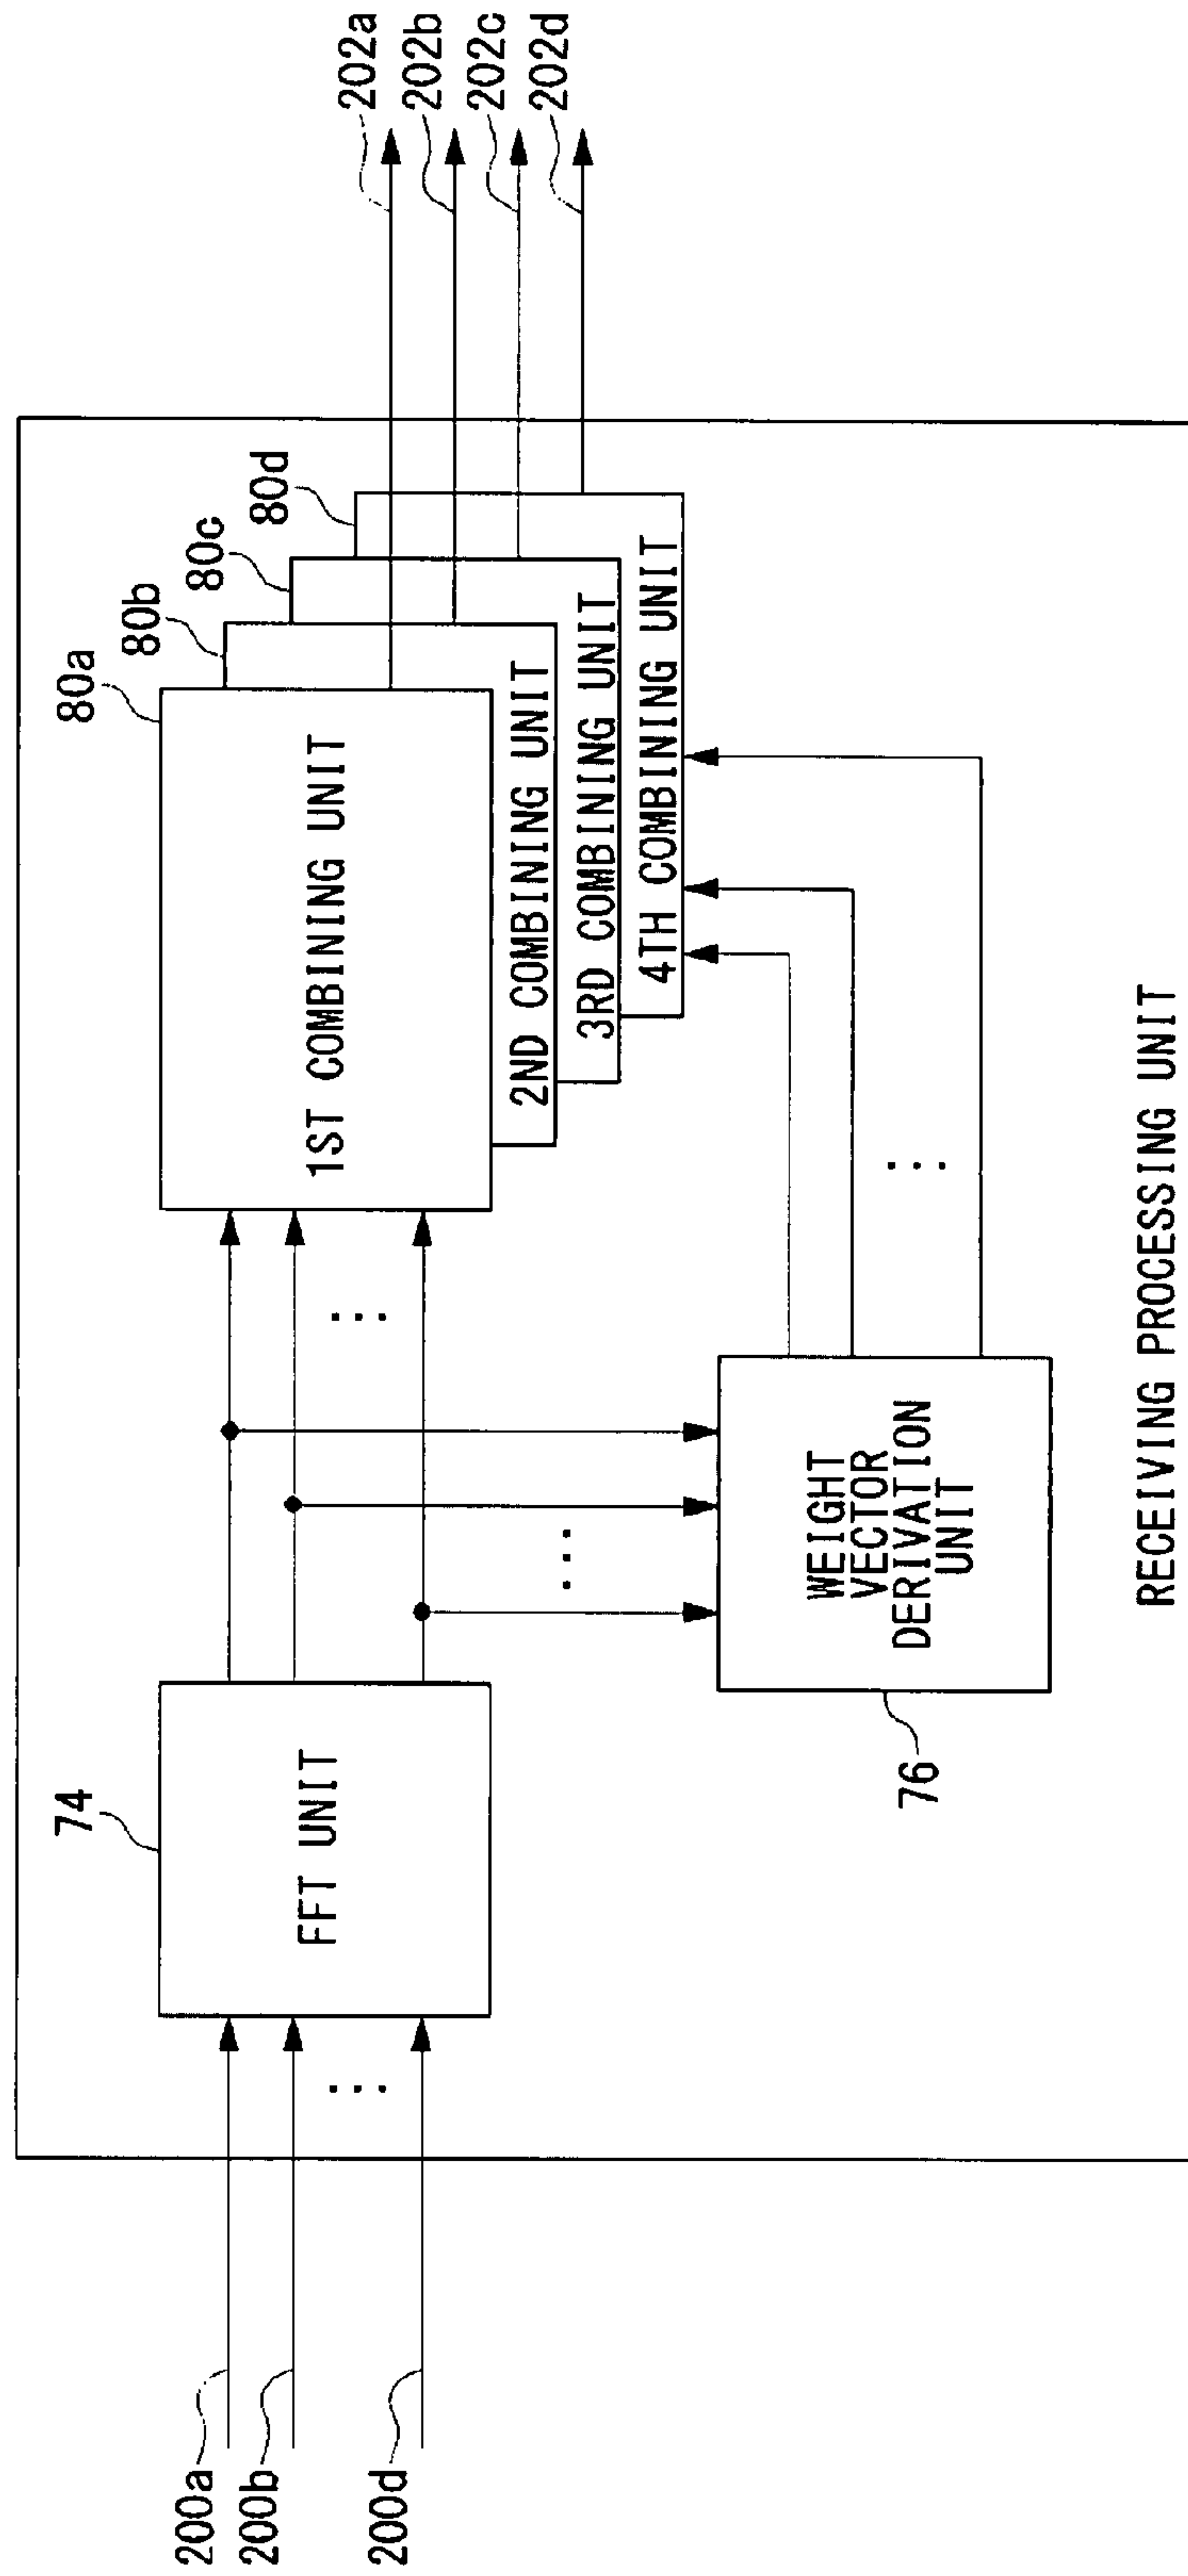 200a
200b
200d
74
FFT UNIT
...
76
WEIGHT
VECTOR
DERIVATION
UNIT
...
...
80a
80b
80c
80d
1ST COMBINING UNIT
2ND COMBINING UNIT
3RD COMBINING UNIT
4TH COMBINING UNIT
...
202a
202b
202c
202d
RECEIVING PROCESSING UNIT